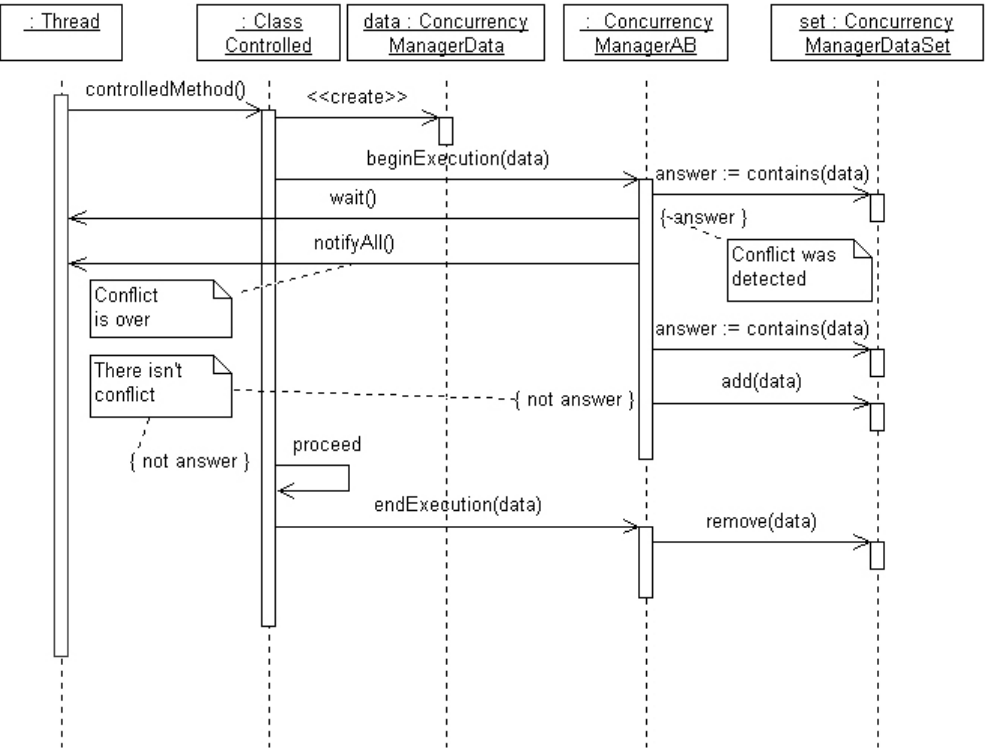 : Thread
: Class
Controlled
data : Concurrency
ManagerData
: Concurrency
ManagerAB
set : Concurrency
ManagerDataSet
controlledMethod()
<<create>>
beginExecution(data)
answer := contains(data)
wait()
{~answer }
notifyAll()
Conflict was
detected
Conflict
is over
answer := contains(data)
There isn't
conflict
add(data)
{ not answer }
proceed
{ not answer }
endExecution(data)
remove(data)